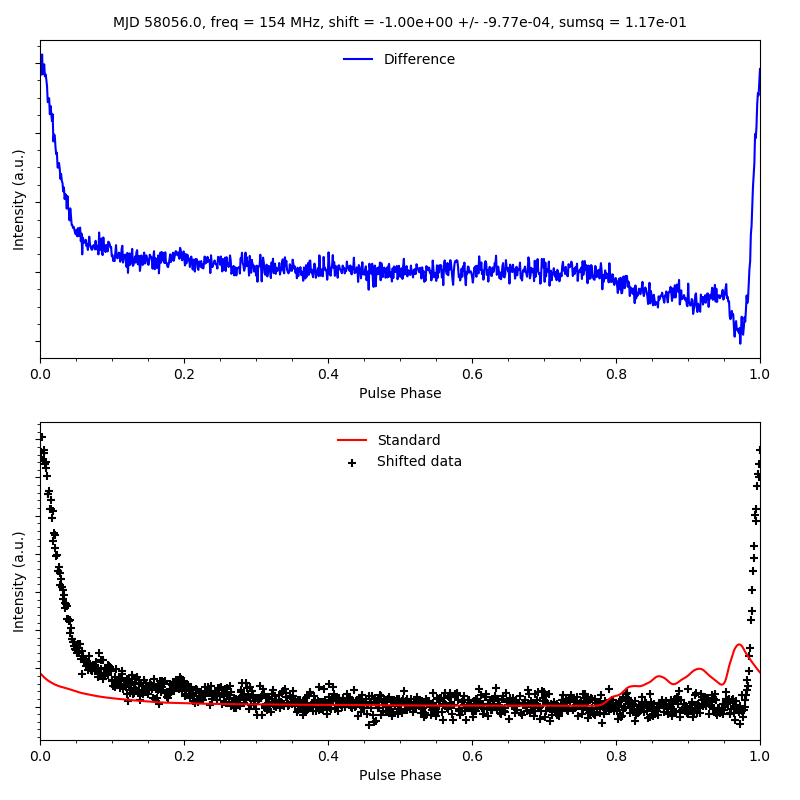 MJD 58056.0, freq = 154 MHz, shift = -1.00e+00 +/- -9.77e-04, sumsq = 1.17e-01
Difference
Intensity (a.u.)
0.0 0.2 0.4 0.6 0.8 1.0
Pulse Phase
Standard
Shifted data
Intensity (a.u.)
0.0 0.2 0.4 0.6 0.8 1.0
Pulse Phase